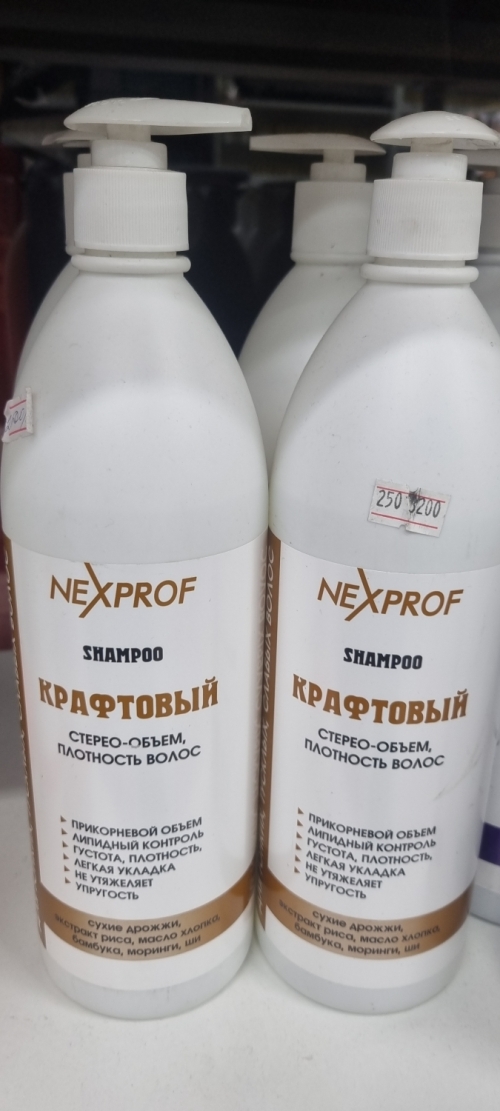 NEXPROF
SHAMPOO
КРАФТОВЫЙ
СТЕРЕО-ОБЪЕМ,
ПЛОТНОСТЬ ВОЛОС
ПРИКОРНЕВОЙ ОБЪЕМ
ЛИПИДНЫЙ КОНТРОЛЬ
ГУСТОТА, ПЛОТНОСТЬ,
ЛЕГКАЯ УКЛАДКА
НЕ УТЯЖЕЛЯЕТ
УПРУГОСТЬ
сухие дрожжи,
экстракт риса, масло хлопка,
бамбука, моринги, ши
250 3200
NEXPROF
SHAMPOO
КРАФТОВЫЙ
СТЕРЕО-ОБЪЕМ,
ПЛОТНОСТЬ ВОЛОС
ПРИКОРНЕВОЙ ОБЪЕМ
ЛИПИДНЫЙ КОНТРОЛЬ
ГУСТОТА, ПЛОТНОСТЬ,
ЛЕГКАЯ УКЛАДКА
НЕ УТЯЖЕЛЯЕТ
УПРУГОСТЬ
сухие дрожжи,
экстракт риса, масло хлопка,
бамбука, моринги, ши